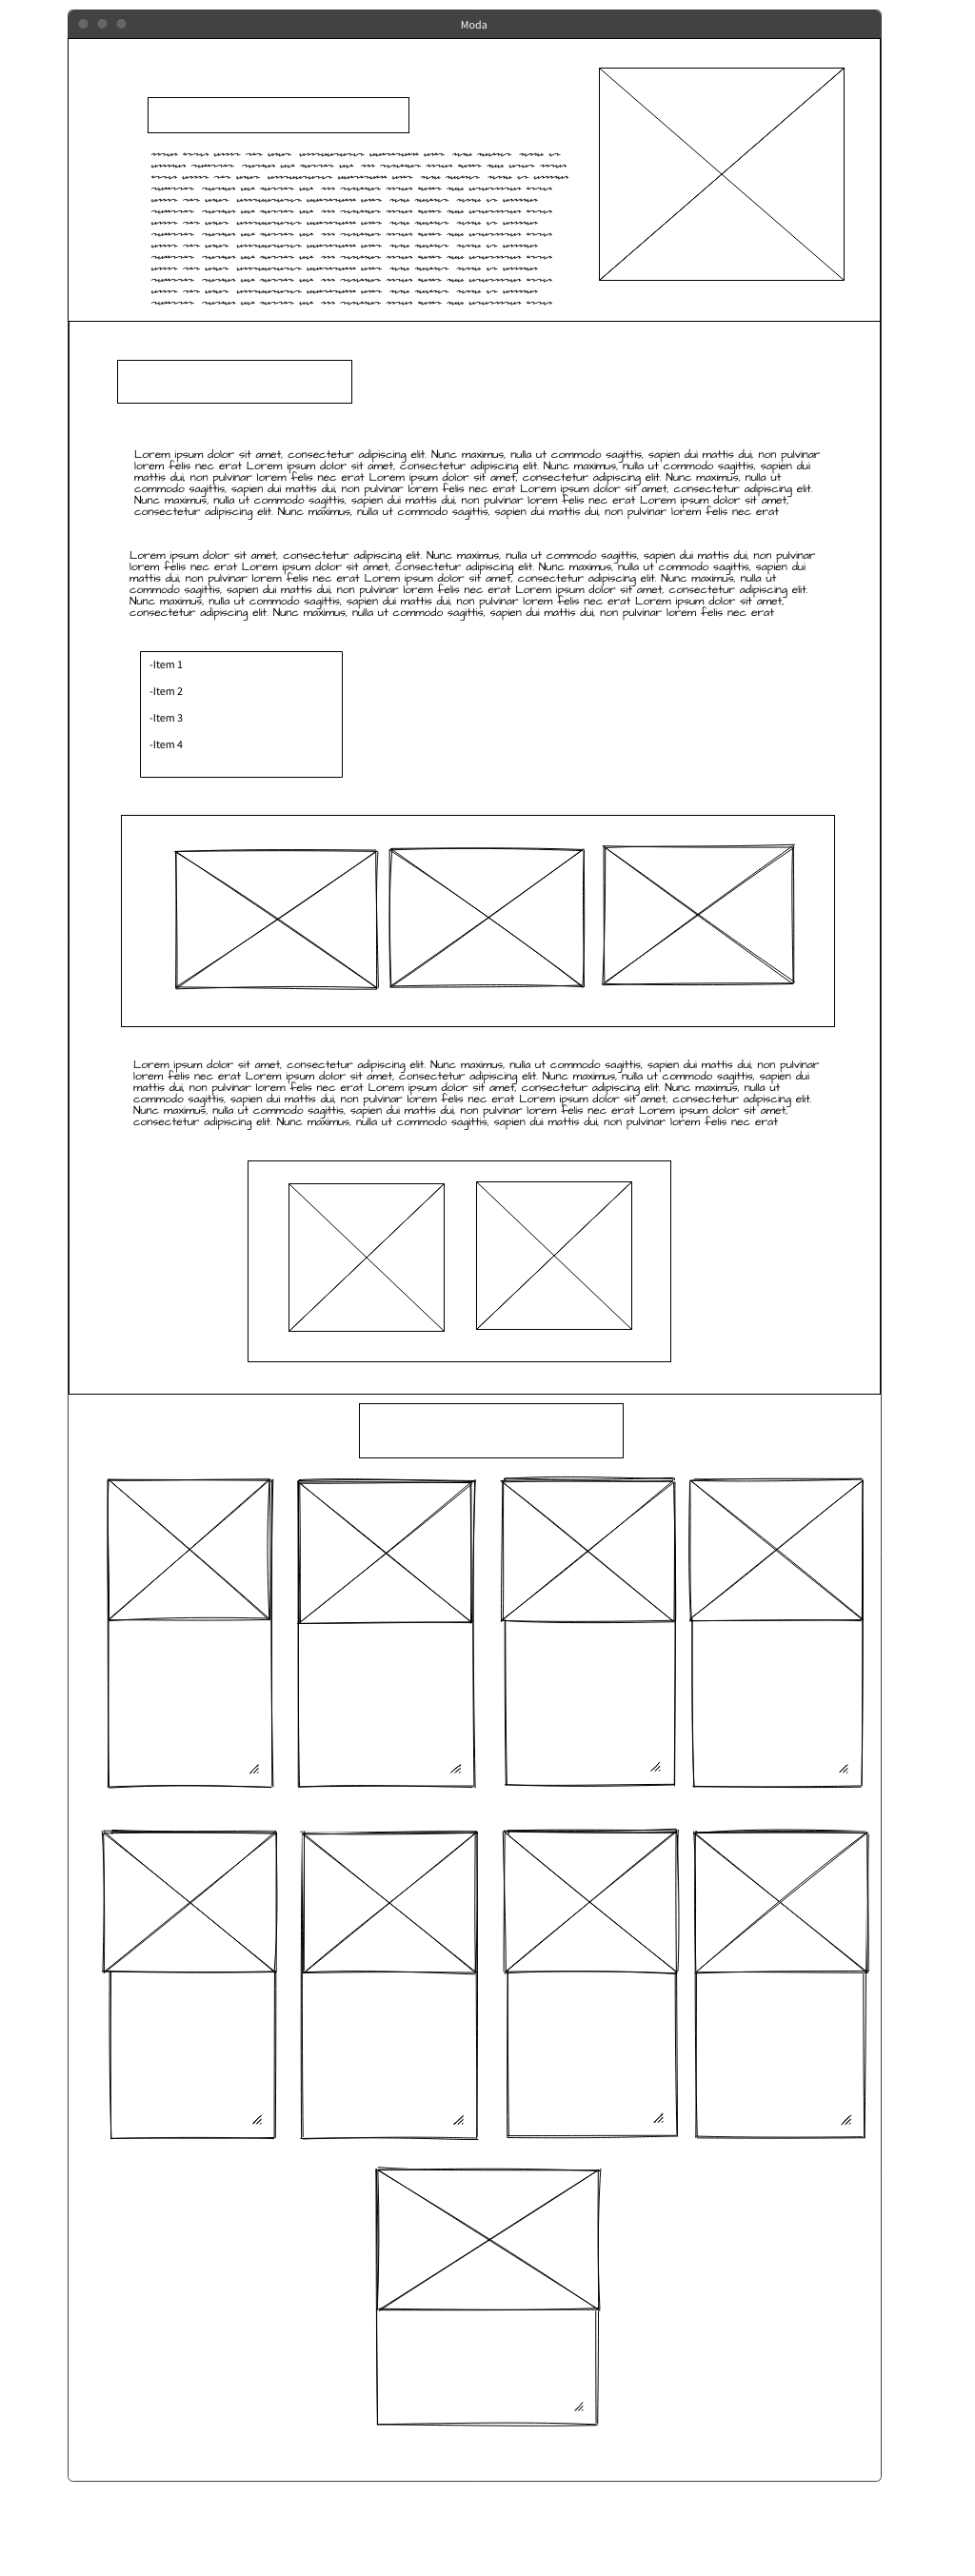 Moda
Lorem ipsum dolor sit amet, consectetur adipiscing elit. Nunc maximus, nulla ut commodo sagittis, sapien dui mattis dui, non pulvinar
lorem felis nec erat Lorem ipsum dolor sit amet, consectetur adipiscing elit. Nunc maximus, nulla ut commodo sagittis, sapien dui
mattis dui, non pulvinar lorem felis nec erat Lorem ipsum dolor sit amet, consectetur adipiscing elit. Nunc maximus, nulla ut
commodo sagittis, sapien dui mattis dui, non pulvinar lorem felis nec erat Lorem ipsum dolor sit amet, consectetur adipiscing elit.
Nunc maximus, nulla ut commodo sagittis, sapien dui mattis dui, non pulvinar lorem felis nec erat Lorem ipsum dolor sit amet,
consectetur adipiscing elit. Nunc maximus, nulla ut commodo sagittis, sapien dui mattis dui, non pulvinar lorem felis nec erat
Lorem ipsum dolor sit amet, consectetur adipiscing elit. Nunc maximus, nulla ut commodo sagittis, sapien dui mattis dui, non pulvinar
lorem felis nec erat Lorem ipsum dolor sit amet, consectetur adipiscing elit. Nunc maximus, nulla ut commodo sagittis, sapien dui
mattis dui, non pulvinar lorem felis nec erat Lorem ipsum dolor sit amet, consectetur adipiscing elit. Nunc maximus, nulla ut
commodo sagittis, sapien dui mattis dui, non pulvinar lorem felis nec erat Lorem ipsum dolor sit amet, consectetur adipiscing elit.
Nunc maximus, nulla ut commodo sagittis, sapien dui mattis dui, non pulvinar lorem felis nec erat Lorem ipsum dolor sit amet,
consectetur adipiscing elit. Nunc maximus, nulla ut commodo sagittis, sapien dui mattis dui, non pulvinar lorem felis nec erat
-Item 1
-Item 2
-Item 3
-Item 4
Lorem ipsum dolor sit amet, consectetur adipiscing elit. Nunc maximus, nulla ut commodo sagittis, sapien dui mattis dui, non pulvinar
lorem felis nec erat Lorem ipsum dolor sit amet, consectetur adipiscing elit. Nunc maximus, nulla ut commodo sagittis, sapien dui
mattis dui, non pulvinar lorem felis nec erat Lorem ipsum dolor sit amet, consectetur adipiscing elit. Nunc maximus, nulla ut
commodo sagittis, sapien dui mattis dui, non pulvinar lorem felis nec erat Lorem ipsum dolor sit amet, consectetur adipiscing elit.
Nunc maximus, nulla ut commodo sagittis, sapien dui mattis dui, non pulvinar lorem felis nec erat Lorem ipsum dolor sit amet,
consectetur adipiscing elit. Nunc maximus, nulla ut commodo sagittis, sapien dui mattis dui, non pulvinar lorem felis nec erat